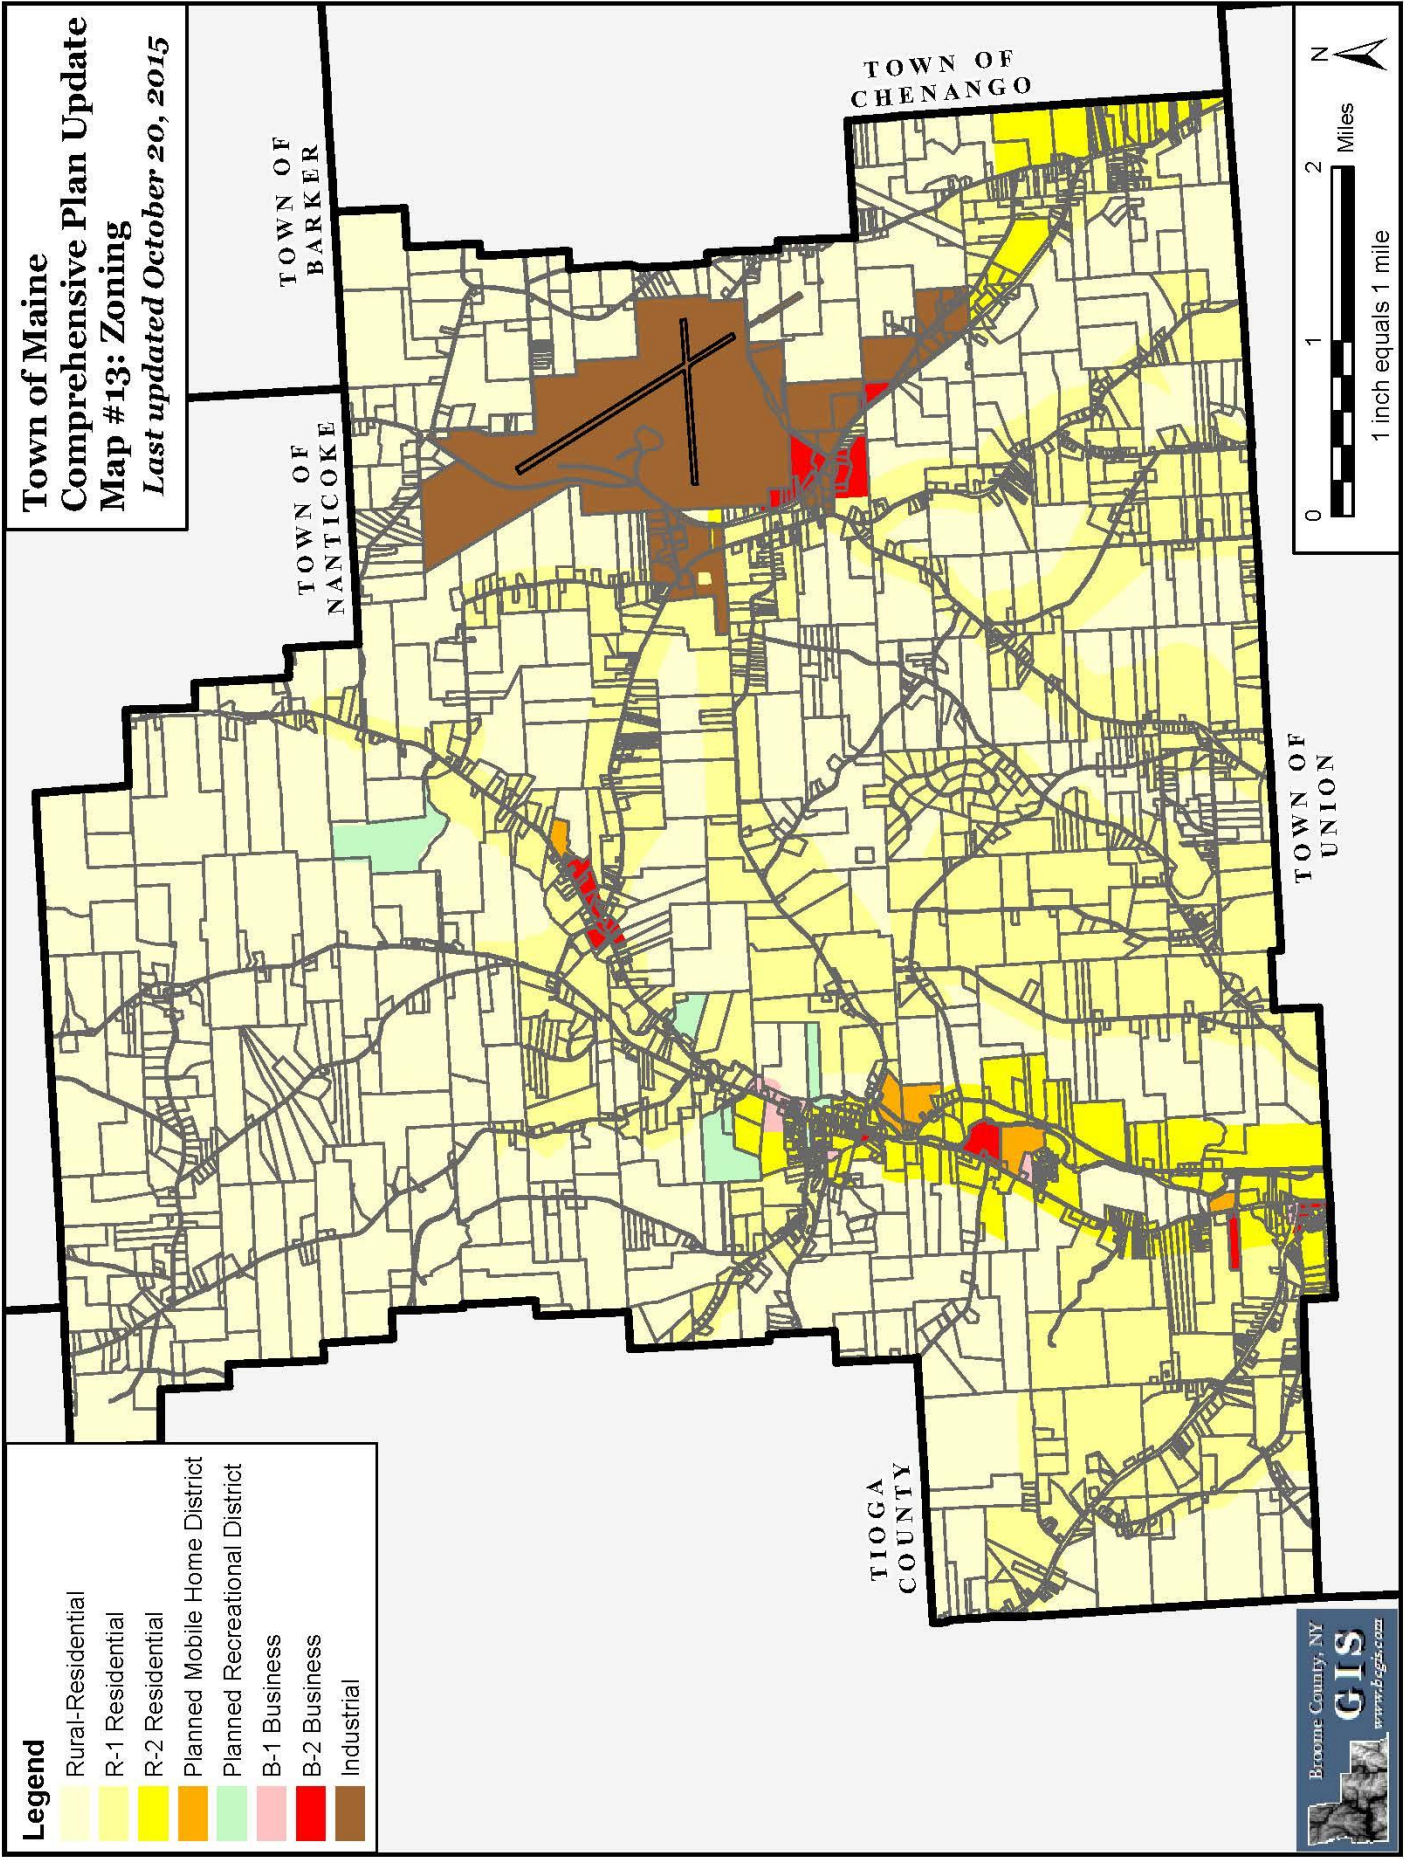 Town of Maine
Comprehensive Plan Update
Map #13: Zoning
Last updated October 20, 2015
Legend
Rural-Residential
R-1 Residential
R-2 Residential
Planned Mobile Home District
Planned Recreational District
B-1 Business
B-2 Business
Industrial
TOWN OF
NANTICOKE
TOWN OF
BARKER
TOWN OF
CHENANGO
TIOGA
COUNTY
TOWN OF
UNION
Broome County, NY
GIS
www.bcgis.com
0 1 2
Miles
N
1 inch equals 1 mile